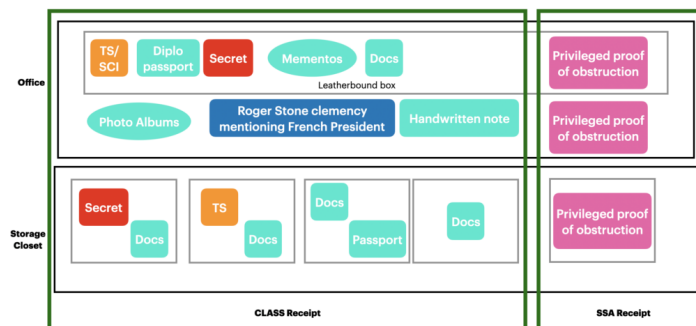 TS/
SCI
Diplo
passport
Secret
Mementos
Docs
Privileged proof
of obstruction
Leatherbound box
Office
Photo Albums
Roger Stone clemency
mentioning French President
Handwritten note
Privileged proof
of obstruction
Storage
Closet
Secret
Docs
TS
Docs
Docs
Passport
Docs
Privileged proof
of obstruction
CLASS Receipt
SSA Receipt